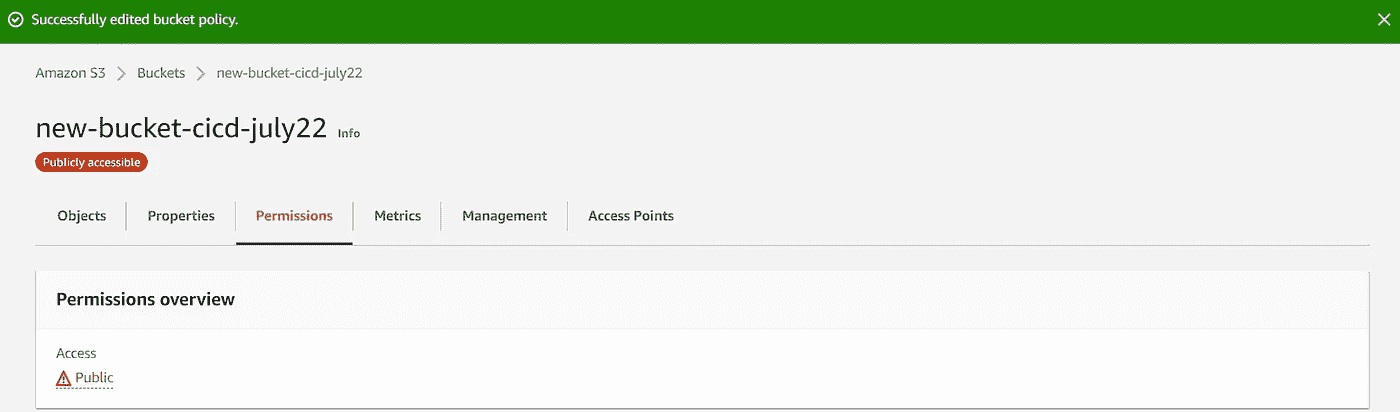 Successfully edited bucket policy.
Amazon S3 Buckets new-bucket-cicd-july22
new-bucket-cicd-july22 Info
Publicly accessible
Objects Properties Permissions Metrics Management Access Points
Permissions overview
Access
Public